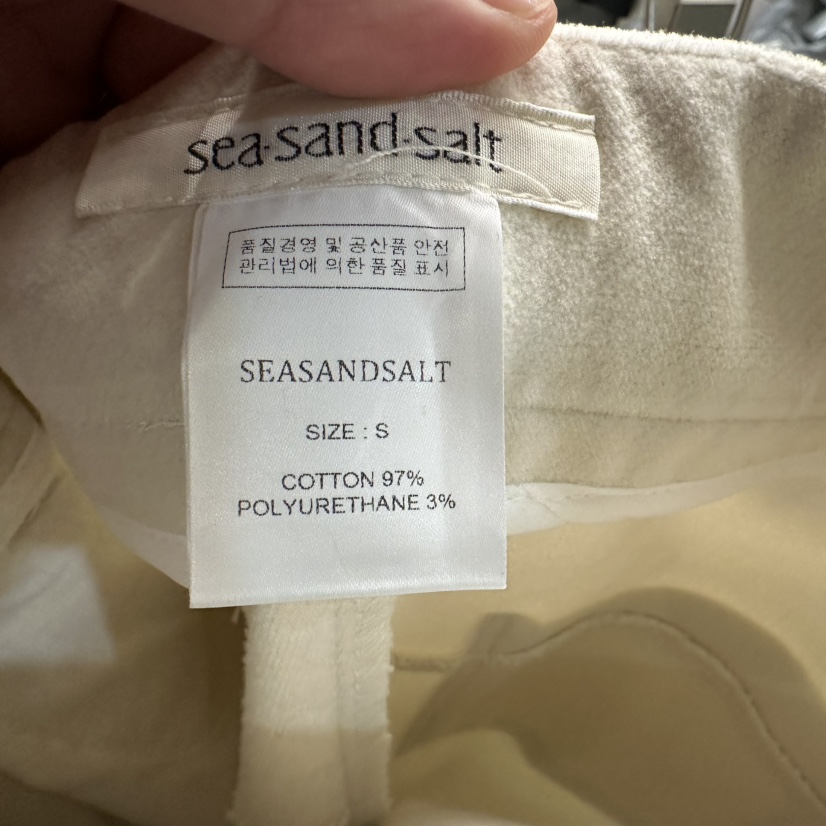 sea·sand·salt
품질경영 및 공산품 안전
관리법에 의한 품질 표시
SEASANDSALT
SIZE : S
COTTON 97%
POLYURETHANE 3%